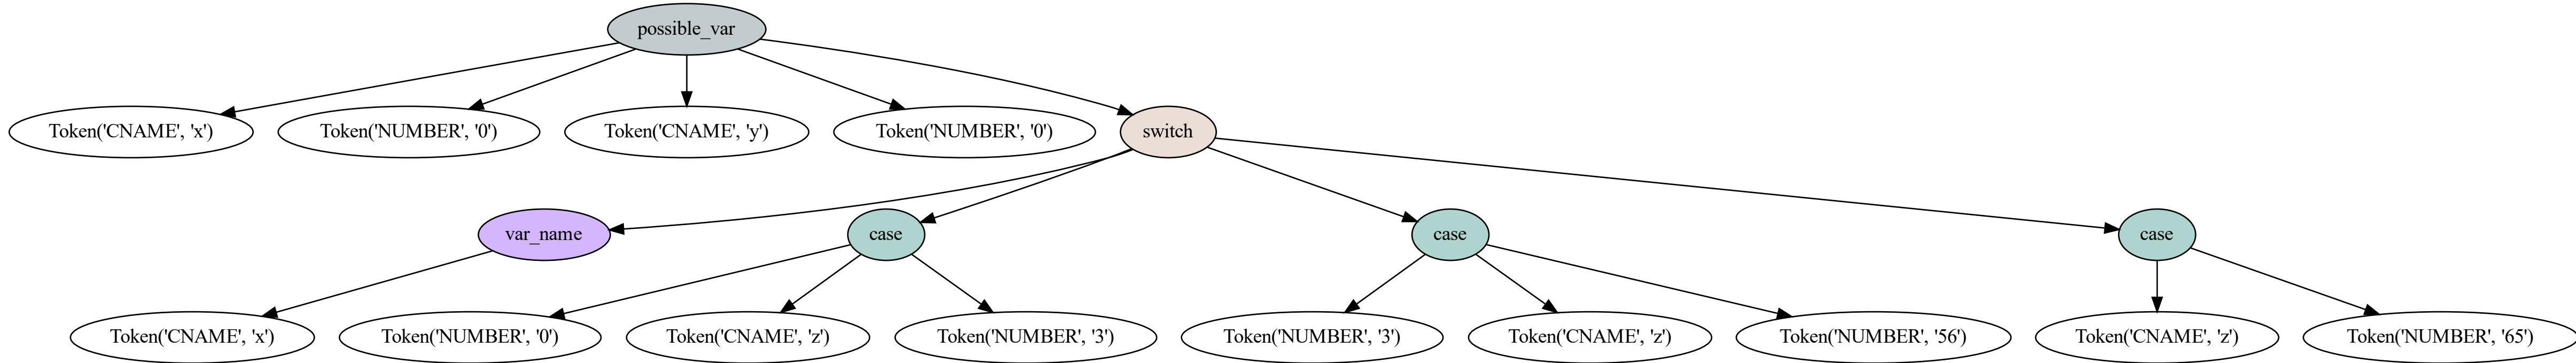 possible_var
Token('CNAME', 'x')
Token('NUMBER', '0')
Token('CNAME', 'y')
Token('NUMBER', '0')
switch
var_name
case
case
case
Token('CNAME', 'x')
Token('NUMBER', '0')
Token('CNAME', 'z')
Token('NUMBER', '3')
Token('NUMBER', '3')
Token('CNAME', 'z')
Token('NUMBER', '56')
Token('CNAME', 'z')
Token('NUMBER', '65')